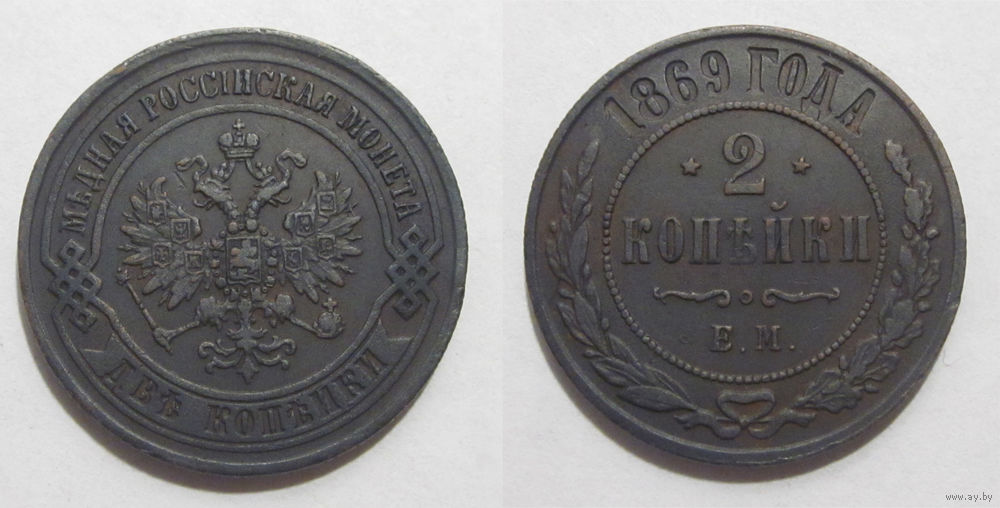 МѢДНАЯ РОССІЙСКАЯ МОНЕТА
ДВѢ КОПѢЙКИ
1869 ГОДА
2
КОПѢЙКИ
Е.М.
www.ay.by